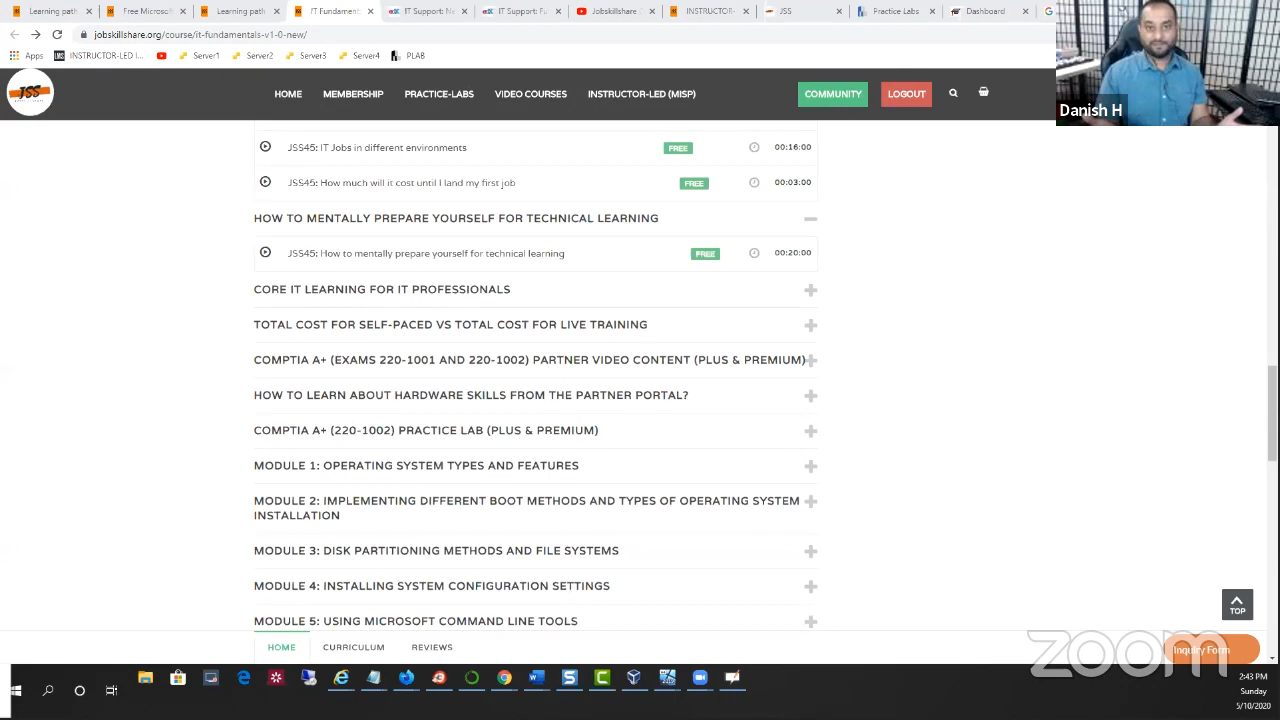 Learning path
Free Microsof
Learning path
IT Fundament
IT Support: Ne
IT Support: Fu
Jobskillshare O
INSTRUCTOR-
JSS
Practice Labs
Dashboard
jobskillshare.org/course/it-fundamentals-v1-0-new/
Apps
INSTRUCTOR-LED I...
Server1
Server2
Server3
Server4
PLAB
JSS
HOME
MEMBERSHIP
PRACTICE-LABS
VIDEO COURSES
INSTRUCTOR-LED (MISP)
COMMUNITY
LOGOUT
Danish H
JSS45: IT Jobs in different environments FREE 00:16:00
JSS45: How much will it cost until I land my first job FREE 00:03:00
HOW TO MENTALLY PREPARE YOURSELF FOR TECHNICAL LEARNING
JSS45: How to mentally prepare yourself for technical learning FREE 00:20:00
CORE IT LEARNING FOR IT PROFESSIONALS
TOTAL COST FOR SELF-PACED VS TOTAL COST FOR LIVE TRAINING
COMPTIA A+ (EXAMS 220-1001 AND 220-1002) PARTNER VIDEO CONTENT (PLUS & PREMIUM)
HOW TO LEARN ABOUT HARDWARE SKILLS FROM THE PARTNER PORTAL?
COMPTIA A+ (220-1002) PRACTICE LAB (PLUS & PREMIUM)
MODULE 1: OPERATING SYSTEM TYPES AND FEATURES
MODULE 2: IMPLEMENTING DIFFERENT BOOT METHODS AND TYPES OF OPERATING SYSTEM
INSTALLATION
MODULE 3: DISK PARTITIONING METHODS AND FILE SYSTEMS
MODULE 4: INSTALLING SYSTEM CONFIGURATION SETTINGS
MODULE 5: USING MICROSOFT COMMAND LINE TOOLS
TOP
HOME
CURRICULUM
REVIEWS
Inquiry Form
zoom
2:43 PM
Sunday
5/10/2020